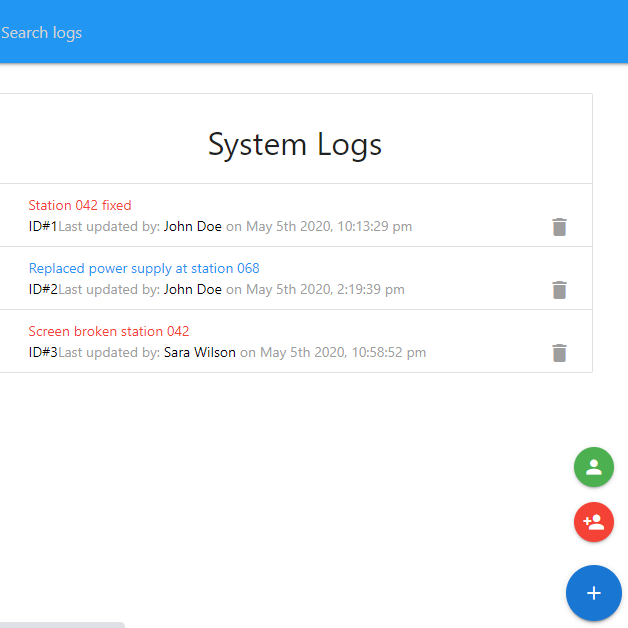 Search logs
System Logs
Station 042 fixed
ID#1Last updated by: John Doe on May 5th 2020, 10:13:29 pm
Replaced power supply at station 068
ID#2Last updated by: John Doe on May 5th 2020, 2:19:39 pm
Screen broken station 042
ID#3Last updated by: Sara Wilson on May 5th 2020, 10:58:52 pm